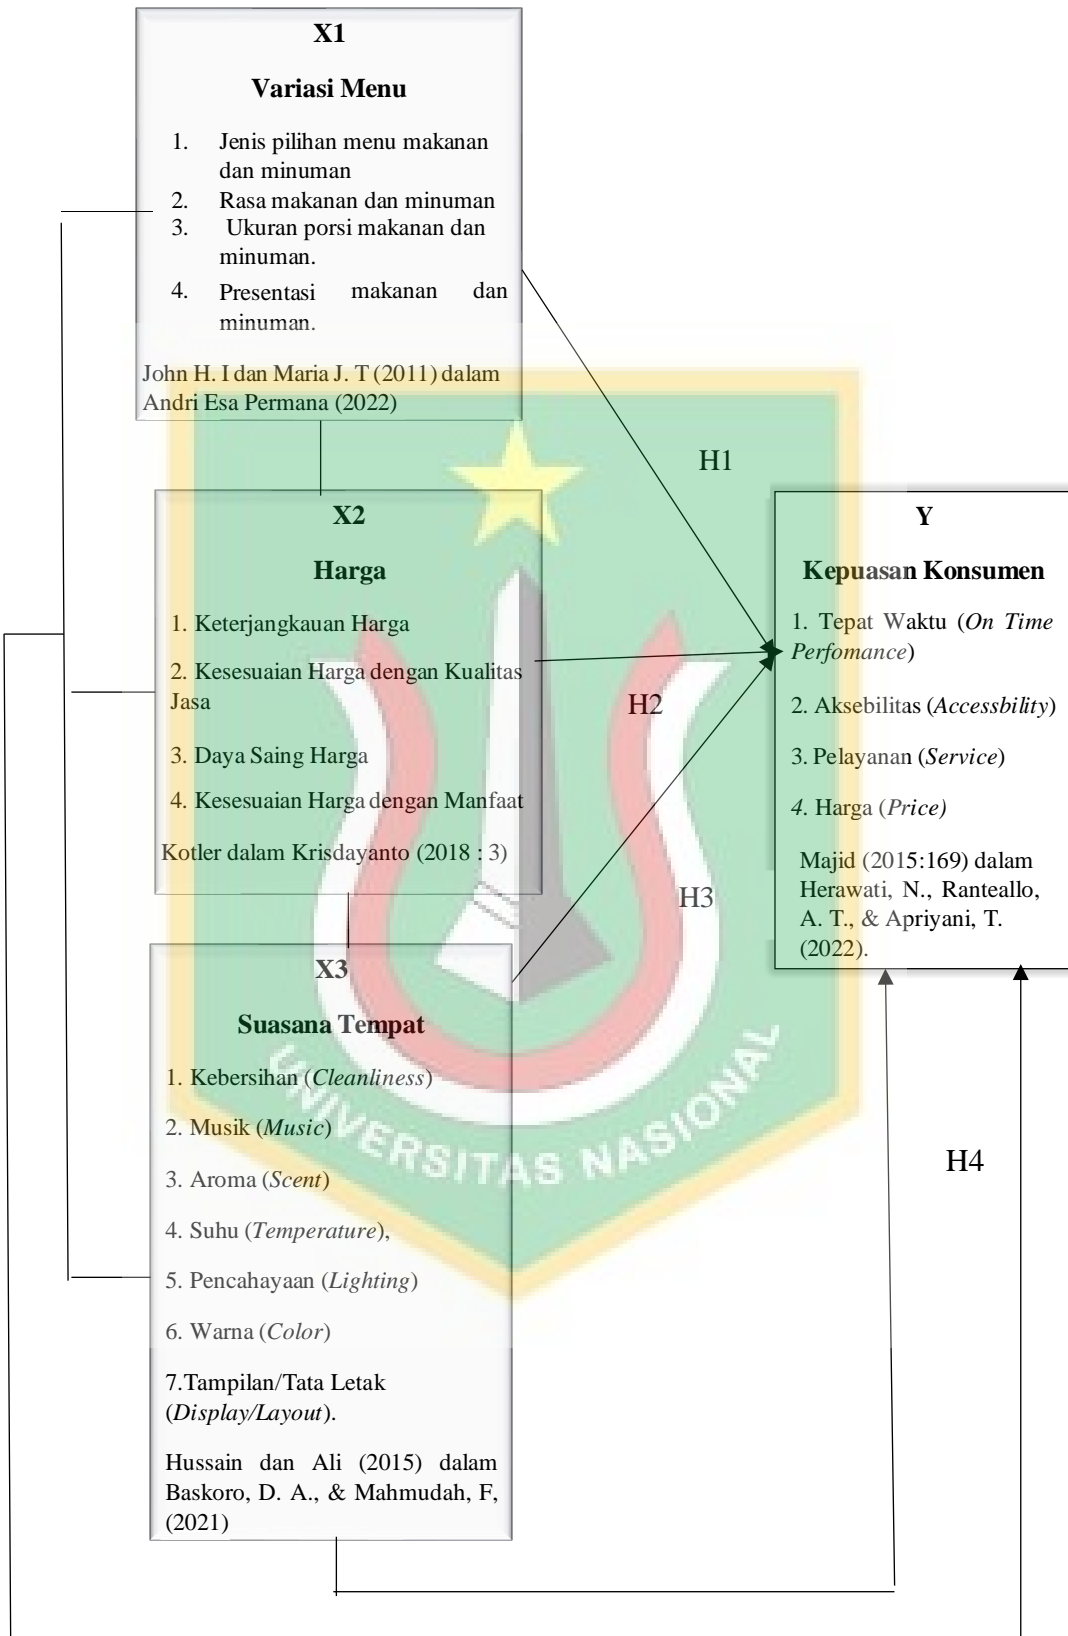 X1
Variasi Menu
1. Jenis pilihan menu makanan
dan minuman
2. Rasa makanan dan minuman
3. Ukuran porsi makanan dan
minuman.
4. Presentasi makanan dan
minuman.
John H. I dan Maria J. T (2011) dalam
Andri Esa Permana (2022)
H1
X2
Harga
1. Keterjangkauan Harga
2. Kesesuaian Harga dengan Kualitas
Jasa
3. Daya Saing Harga
4. Kesesuaian Harga dengan Manfaat
Kotler dalam Krisdayanto (2018 : 3)
H2
Y
Kepuasan Konsumen
1. Tepat Waktu (On Time
Perfomance)
2. Aksebilitas (Accessbility)
3. Pelayanan (Service)
4. Harga (Price)
Majid (2015:169) dalam
Herawati, N., Ranteallo,
A. T., & Apriyani, T.
(2022).
H3
X3
Suasana Tempat
1. Kebersihan (Cleanliness)
2. Musik (Music)
3. Aroma (Scent)
4. Suhu (Temperature),
5. Pencahayaan (Lighting)
6. Warna (Color)
7.Tampilan/Tata Letak
(Display/Layout).
Hussain dan Ali (2015) dalam
Baskoro, D. A., & Mahmudah, F,
(2021)
H4
UNIVERSITAS NASIONAL